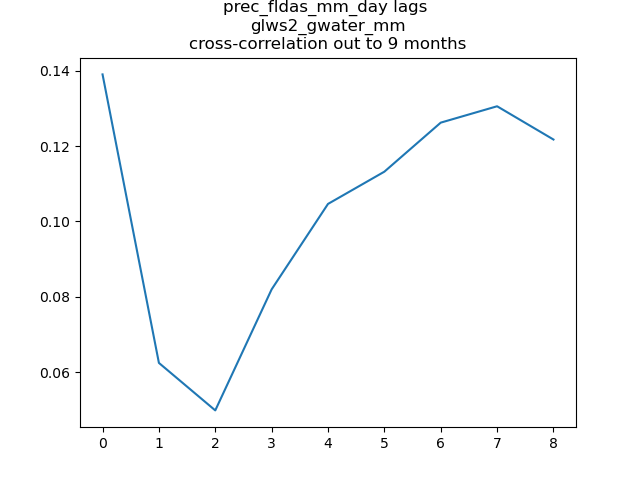 prec_fldas_mm_day lags
glws2_gwater_mm
cross-correlation out to 9 months
0.14
0.12
0.10
0.08
0.06
0 1 2 3 4 5 6 7 8